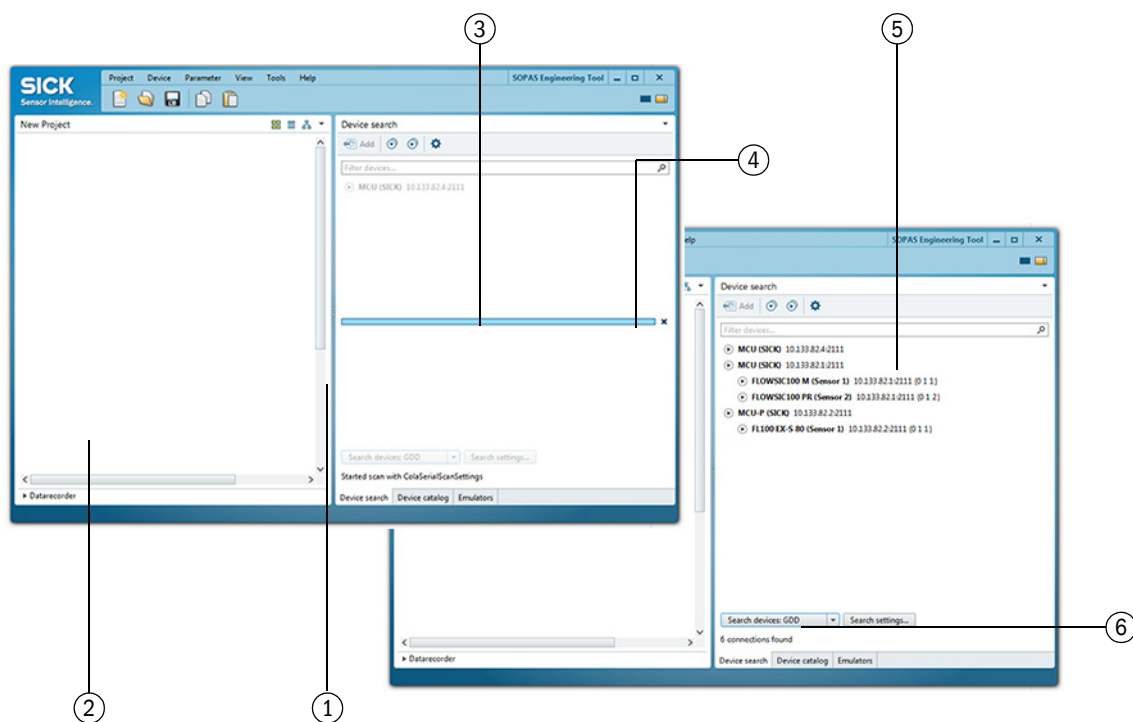 3
5
SICK
Sensor Intelligence.
Project Device Parameter View Tools Help
SOPAS Engineering Tool
New Project
Device search
Add
Filter devices...
MCU (SICK) 10.133.82.4:2111
4
Search devices: GDD
Search settings...
Started scan with ColaSerialScanSettings
Datarecorder
Device search Device catalog Emulators
elp
SOPAS Engineering Tool
Device search
Add
Filter devices...
MCU (SICK) 10.133.82.4:2111
MCU (SICK) 10.133.82.1:2111
FLOWSIC100 M (Sensor 1) 10.133.82.1:2111 (0 1 1)
FLOWSIC100 PR (Sensor 2) 10.133.82.1:2111 (0 1 2)
MCU-P (SICK) 10.133.82.2:2111
FL100 EX-S 80 (Sensor 1) 10.133.82.2:2111 (0 1 1)
Search devices: GDD
Search settings...
6
6 connections found
Datarecorder
Device search Device catalog Emulators
2
1